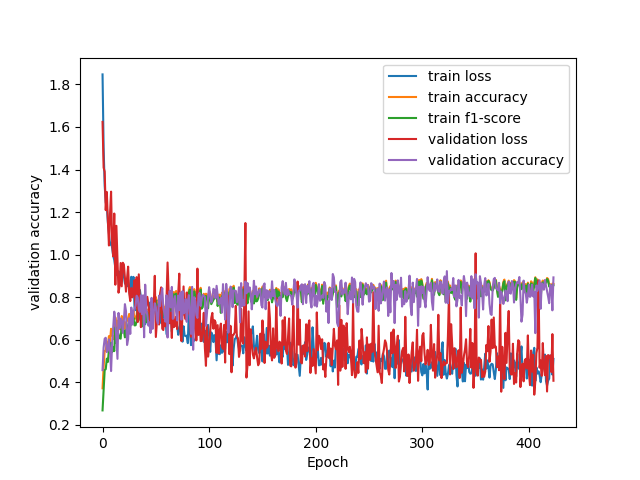 train loss
train accuracy
train f1-score
validation loss
validation accuracy
validation accuracy
1.8
1.6
1.4
1.2
1.0
0.8
0.6
0.4
0.2
0
100
200
300
400
Epoch